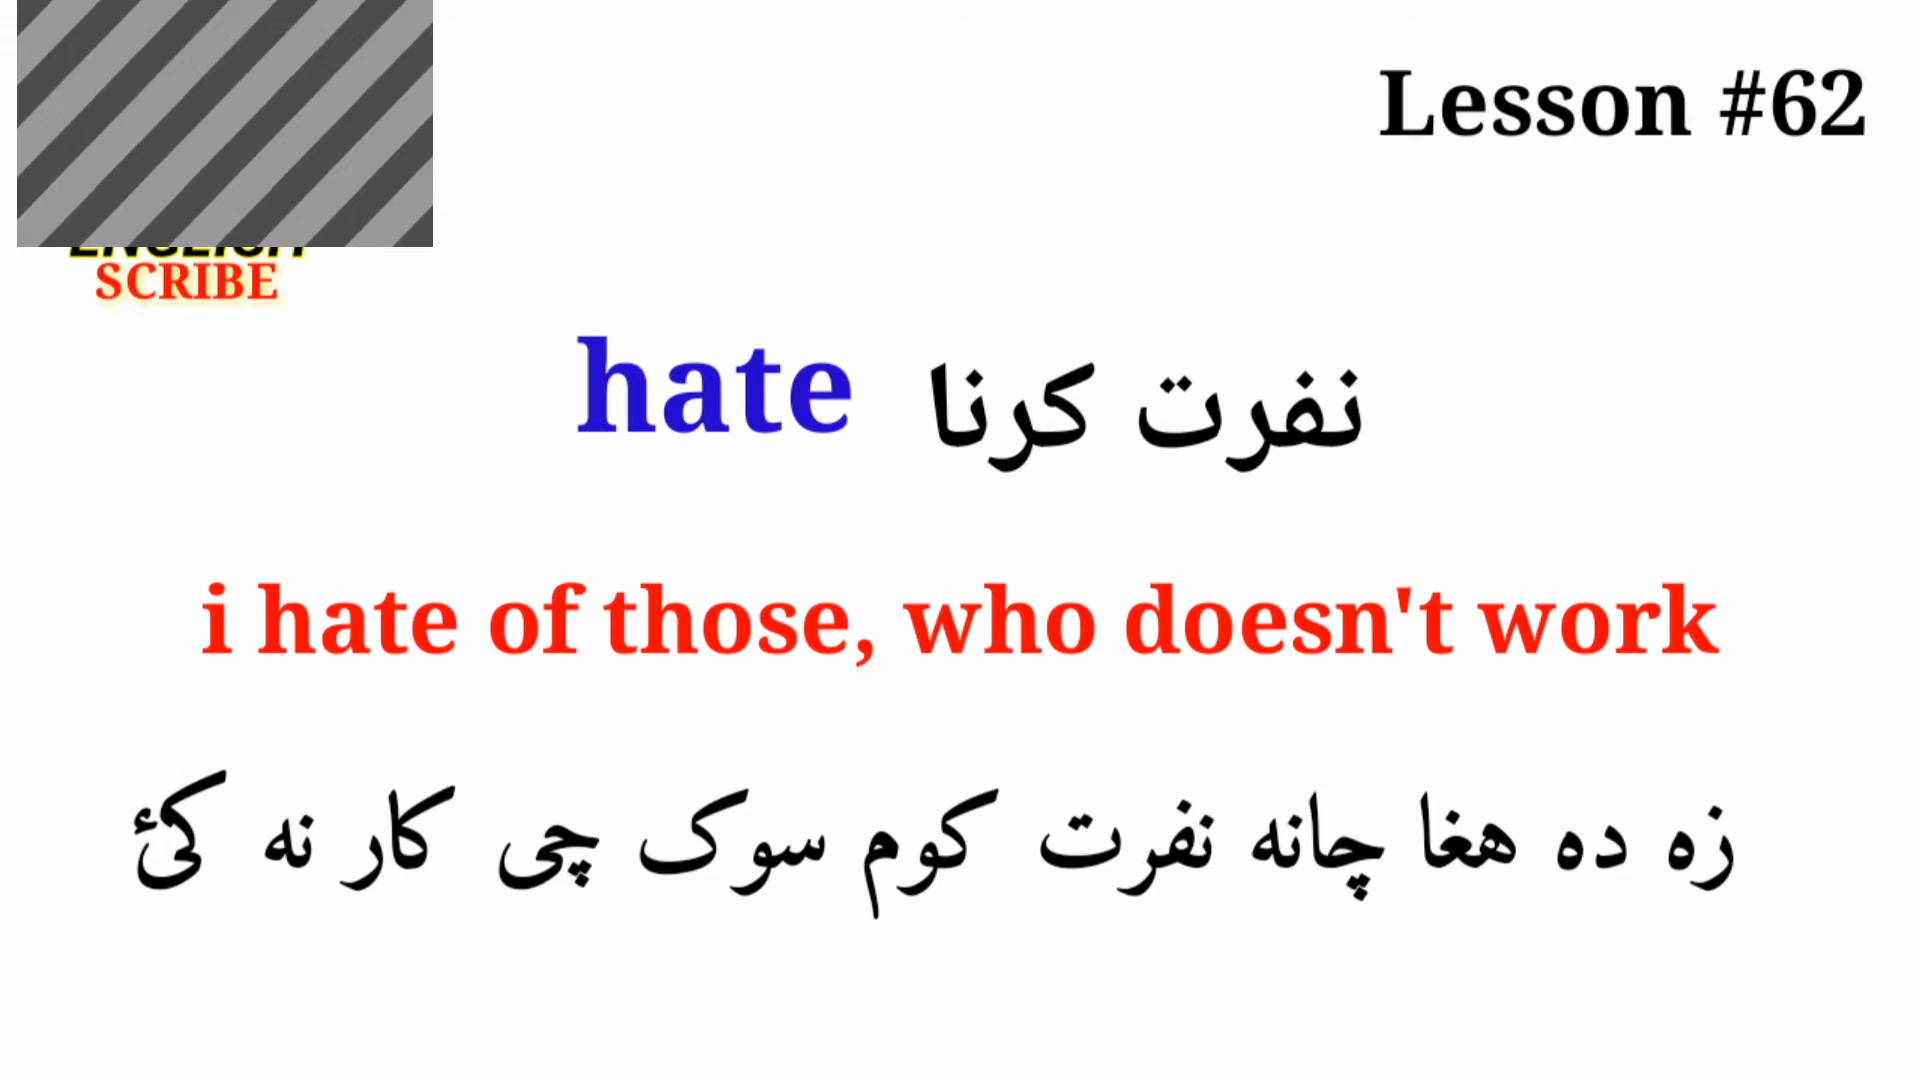 Lesson #62
SCRIBE
hate نفرت کرنا
i hate of those, who doesn't work
زه ده هغا چانه نفرت کوم سوک چی کار نه کئ